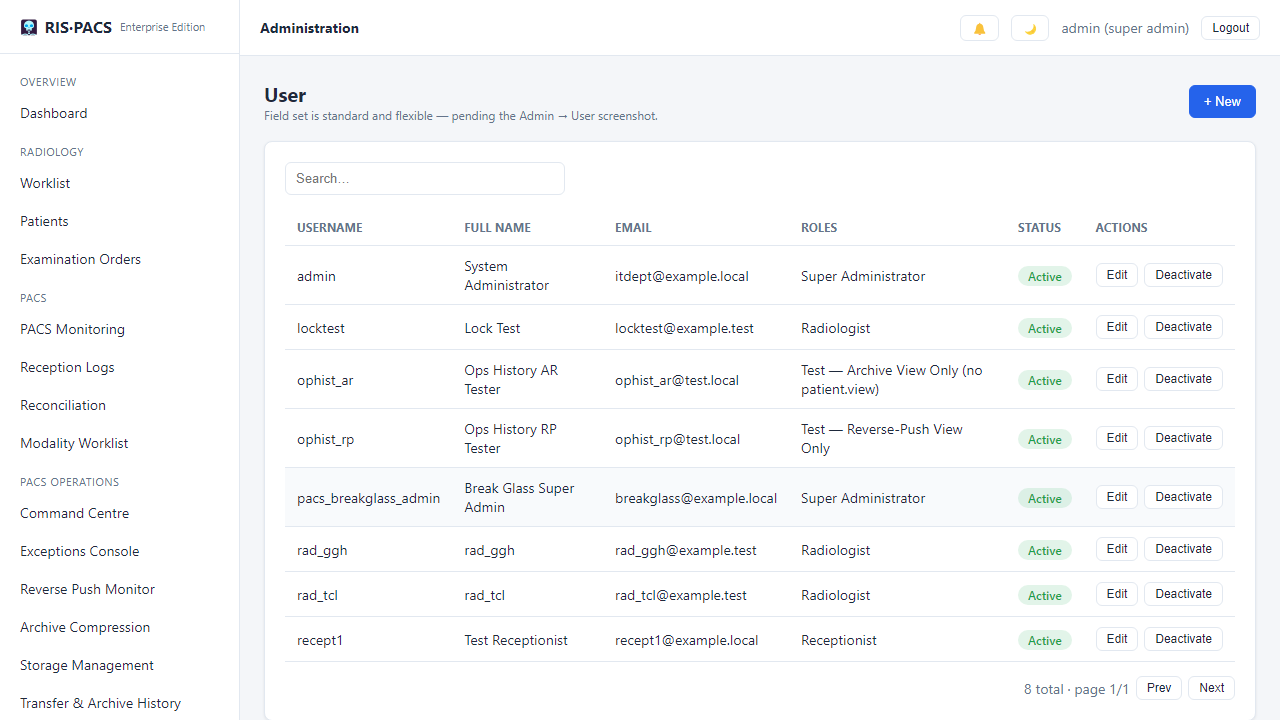 RIS·PACS Enterprise Edition
Administration
admin (super admin)
Logout
OVERVIEW
Dashboard
RADIOLOGY
Worklist
Patients
Examination Orders
PACS
PACS Monitoring
Reception Logs
Reconciliation
Modality Worklist
PACS OPERATIONS
Command Centre
Exceptions Console
Reverse Push Monitor
Archive Compression
Storage Management
Transfer & Archive History
User
Field set is standard and flexible — pending the Admin → User screenshot.
+ New
Search...
USERNAME FULL NAME EMAIL ROLES STATUS ACTIONS
admin System Administrator itdept@example.local Super Administrator Active Edit Deactivate
locktest Lock Test locktest@example.test Radiologist Active Edit Deactivate
ophist_ar Ops History AR Tester ophist_ar@test.local Test — Archive View Only (no patient.view) Active Edit Deactivate
ophist_rp Ops History RP Tester ophist_rp@test.local Test — Reverse-Push View Only Active Edit Deactivate
pacs_breakglass_admin Break Glass Super Admin breakglass@example.local Super Administrator Active Edit Deactivate
rad_ggh rad_ggh rad_ggh@example.test Radiologist Active Edit Deactivate
rad_tcl rad_tcl rad_tcl@example.test Radiologist Active Edit Deactivate
recept1 Test Receptionist recept1@example.local Receptionist Active Edit Deactivate
8 total · page 1/1 Prev Next